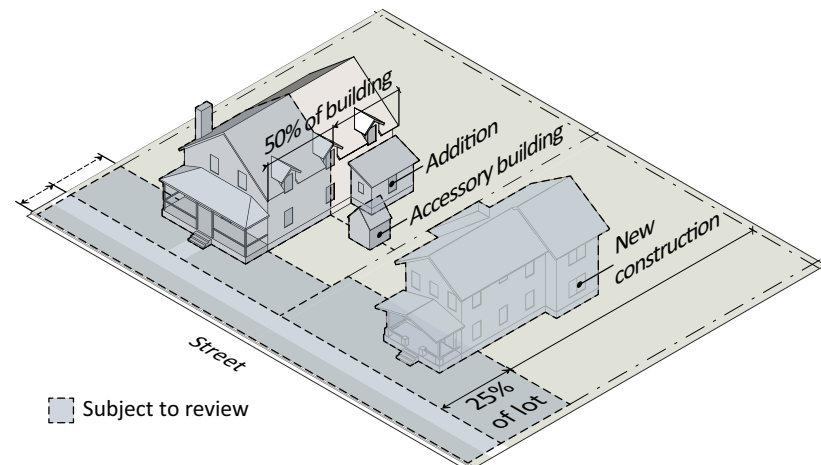 50% of building
Addition
Accessory building
New
construction
Street
25%
of lot
Subject to review